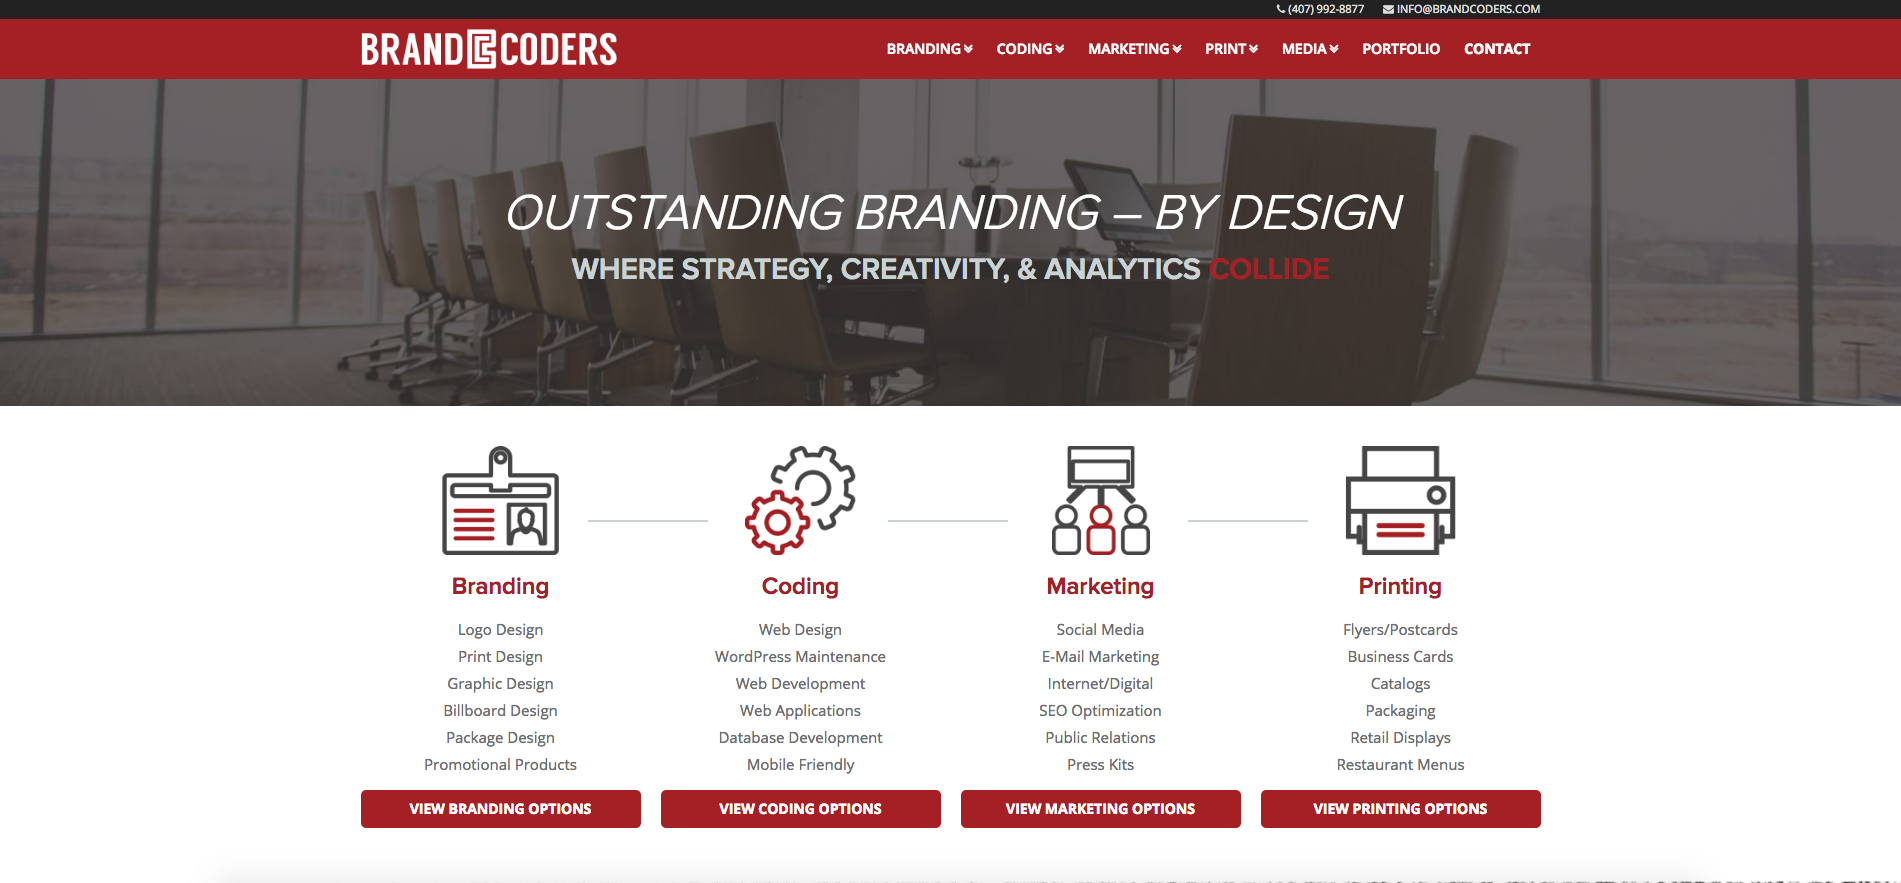 (407) 992-8877 INFO@BRANDCODERS.COM
BRAND CODERS
BRANDING CODING MARKETING PRINT MEDIA PORTFOLIO CONTACT
OUTSTANDING BRANDING – BY DESIGN
WHERE STRATEGY, CREATIVITY, & ANALYTICS COLLIDE
Branding
Logo Design
Print Design
Graphic Design
Billboard Design
Package Design
Promotional Products
VIEW BRANDING OPTIONS
Coding
Web Design
WordPress Maintenance
Web Development
Web Applications
Database Development
Mobile Friendly
VIEW CODING OPTIONS
Marketing
Social Media
E-Mail Marketing
Internet/Digital
SEO Optimization
Public Relations
Press Kits
VIEW MARKETING OPTIONS
Printing
Flyers/Postcards
Business Cards
Catalogs
Packaging
Retail Displays
Restaurant Menus
VIEW PRINTING OPTIONS